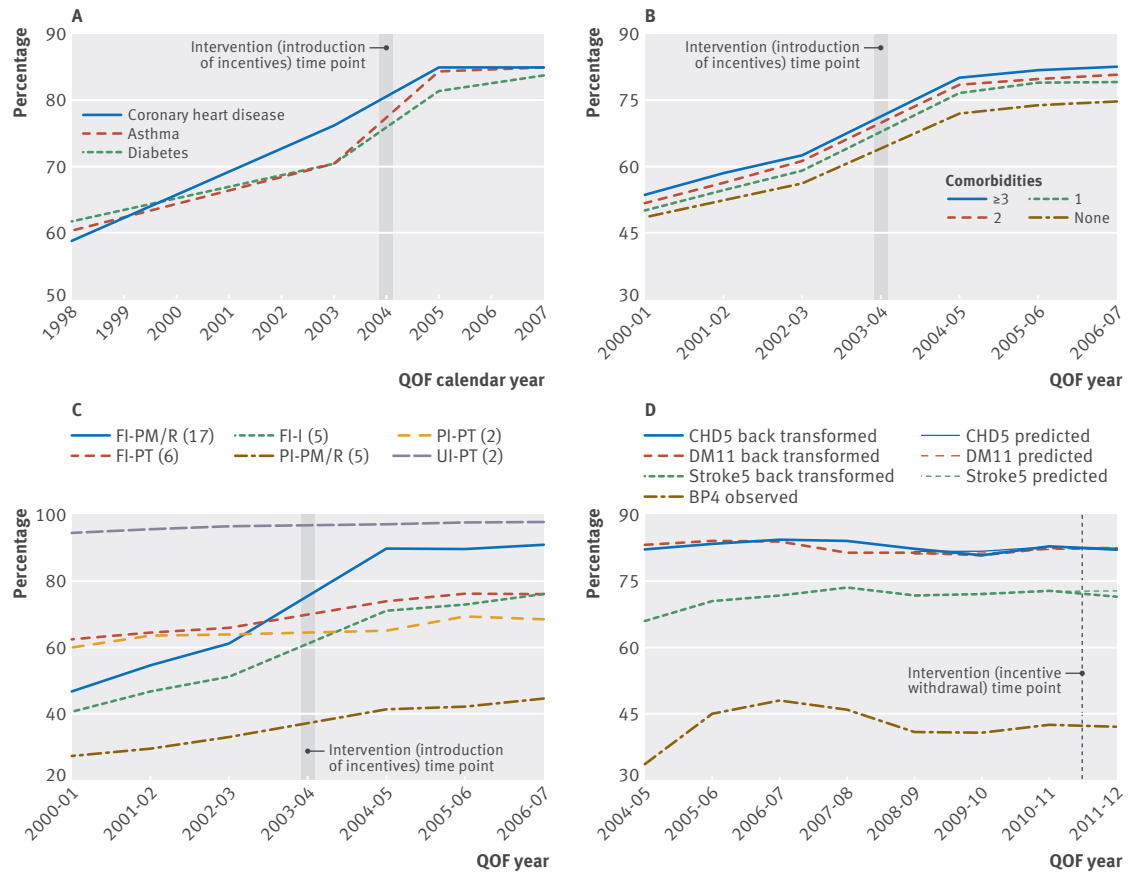 A
Percentage
90
80
70
60
50
Intervention (introduction
of incentives) time point
Coronary heart disease
Asthma
Diabetes
1998
1999
2000
2001
2002
2003
2004
2005
2006
2007
QOF calendar year
B
Percentage
90
75
60
45
30
Intervention (introduction
of incentives) time point
Comorbidities
≥3
1
2
None
2000-01
2001-02
2002-03
2003-04
2004-05
2005-06
2006-07
QOF year
C
FI-PM/R (17)
FI-I (5)
PI-PT (2)
FI-PT (6)
PI-PM/R (5)
UI-PT (2)
Percentage
100
80
60
40
20
Intervention (introduction
of incentives) time point
2000-01
2001-02
2002-03
2003-04
2004-05
2005-06
2006-07
QOF year
D
CHD5 back transformed
CHD5 predicted
DM11 back transformed
DM11 predicted
Stroke5 back transformed
Stroke5 predicted
BP4 observed
Percentage
90
75
60
45
30
Intervention (incentive
withdrawal) time point
2004-05
2005-06
2006-07
2007-08
2008-09
2009-10
2010-11
2011-12
QOF year